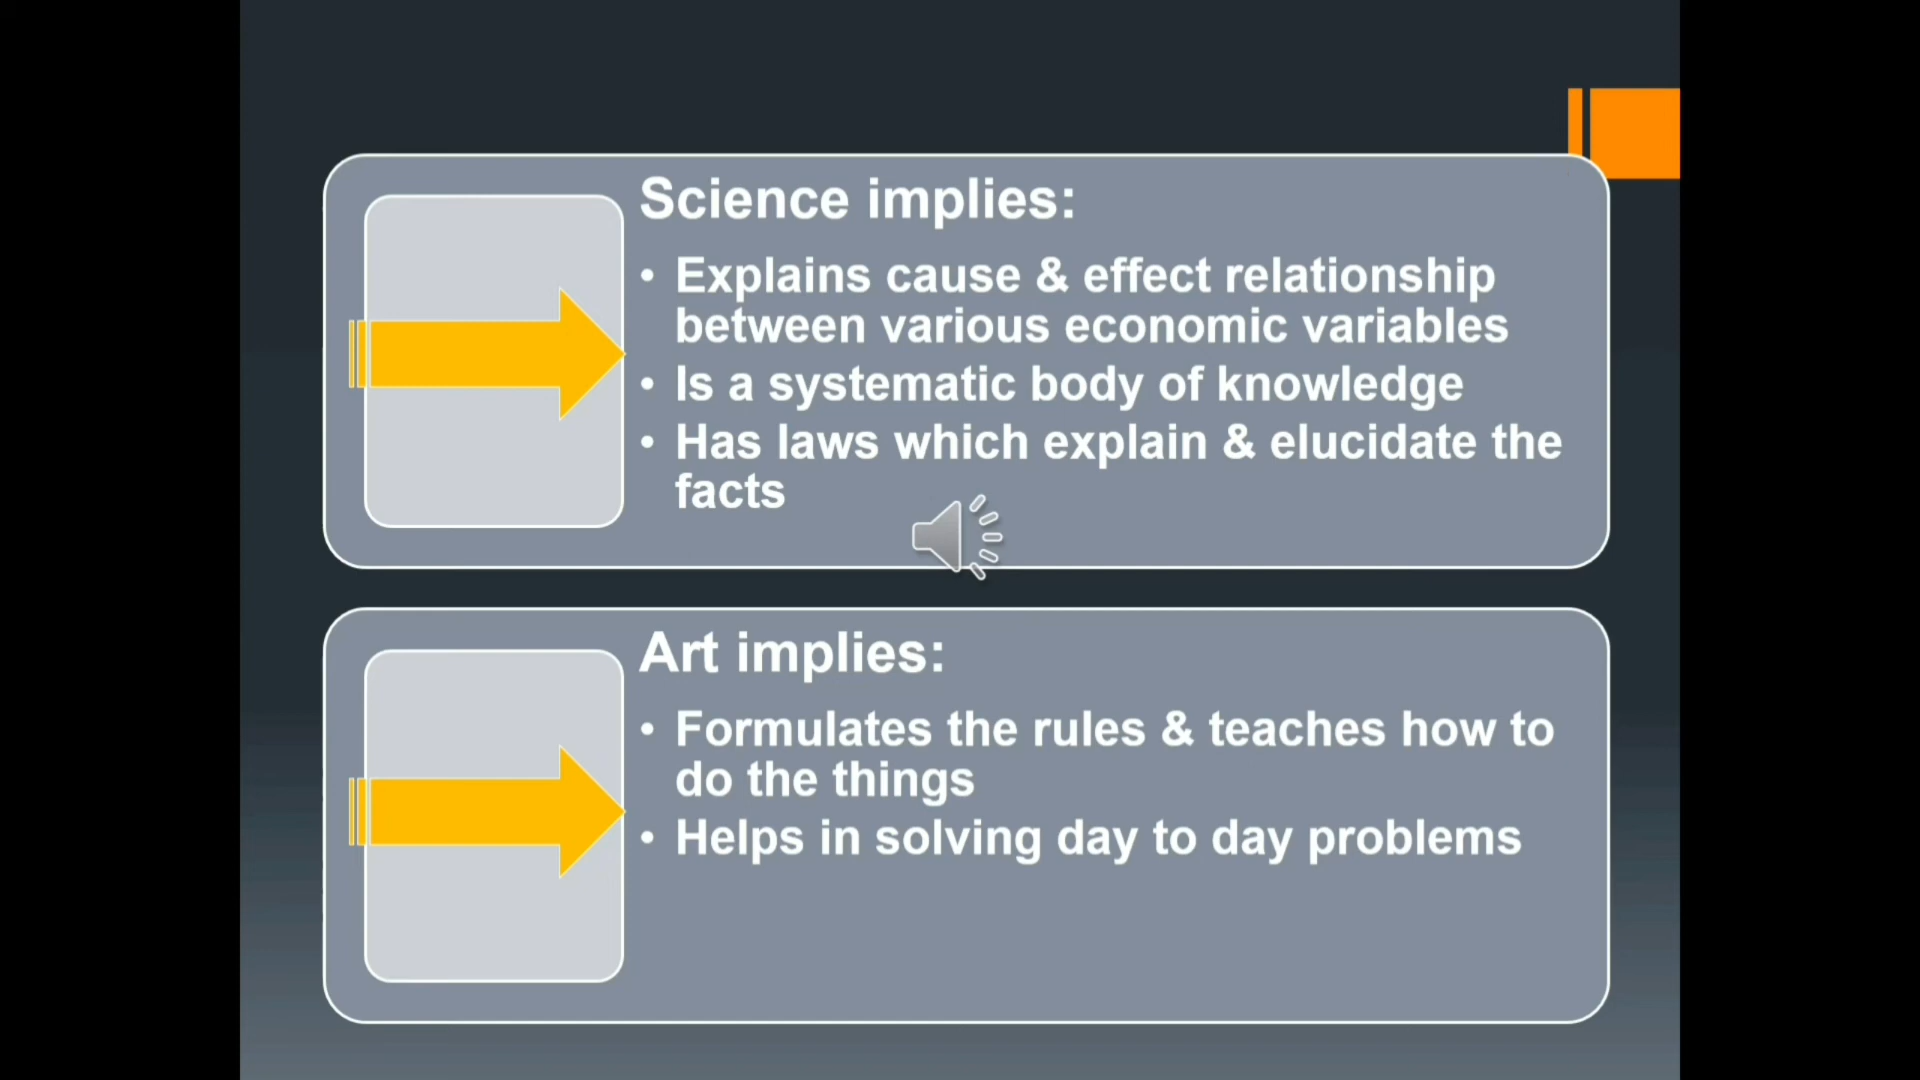 Science implies:
• Explains cause & effect relationship
between various economic variables
• Is a systematic body of knowledge
• Has laws which explain & elucidate the
facts
Art implies:
• Formulates the rules & teaches how to
do the things
• Helps in solving day to day problems